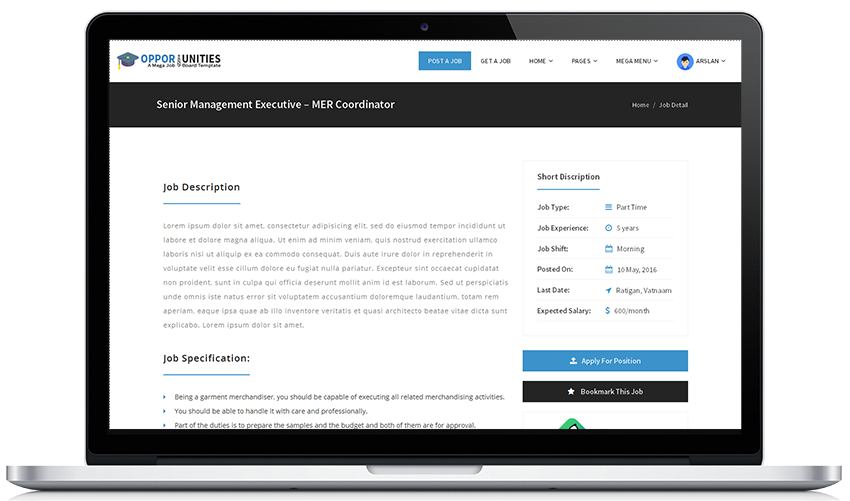 OPPOR UNITIES
A Mega Job Board Template
POST A JOB GET A JOB HOME PAGES MEGA MENU ARSLAN
Senior Management Executive – MER Coordinator
Home / Job Detail
Job Description
Lorem ipsum dolor sit amet, consectetur adipisicing elit, sed do eiusmod tempor incididunt ut
labore et dolore magna aliqua. Ut enim ad minim veniam, quis nostrud exercitation ullamco
laboris nisi ut aliquip ex ea commodo consequat. Duis aute irure dolor in reprehenderit in
voluptate velit esse cillum dolore eu fugiat nulla pariatur. Excepteur sint occaecat cupidatat
non proident, sunt in culpa qui officia deserunt mollit anim id est laborum. Sed ut perspiciatis
unde omnis iste natus error sit voluptatem accusantium doloremque laudantium, totam rem
aperiam, eaque ipsa quae ab illo inventore veritatis et quasi architecto beatae vitae dicta sunt
explicabo. Lorem ipsum dolor sit amet,
Job Specification:
Being a garment merchandiser, you should be capable of executing all related merchandising activities.
You should be able to handle it with care and professionally.
Part of the duties is to prepare the samples and the budget and both of them are for approval.
Short Discription
Job Type: Part Time
Job Experience: 5 years
Job Shift: Morning
Posted On: 10 May, 2016
Last Date: Ratigan, Vatnaam
Expected Salary: $ 600/month
Apply For Position
Bookmark This Job